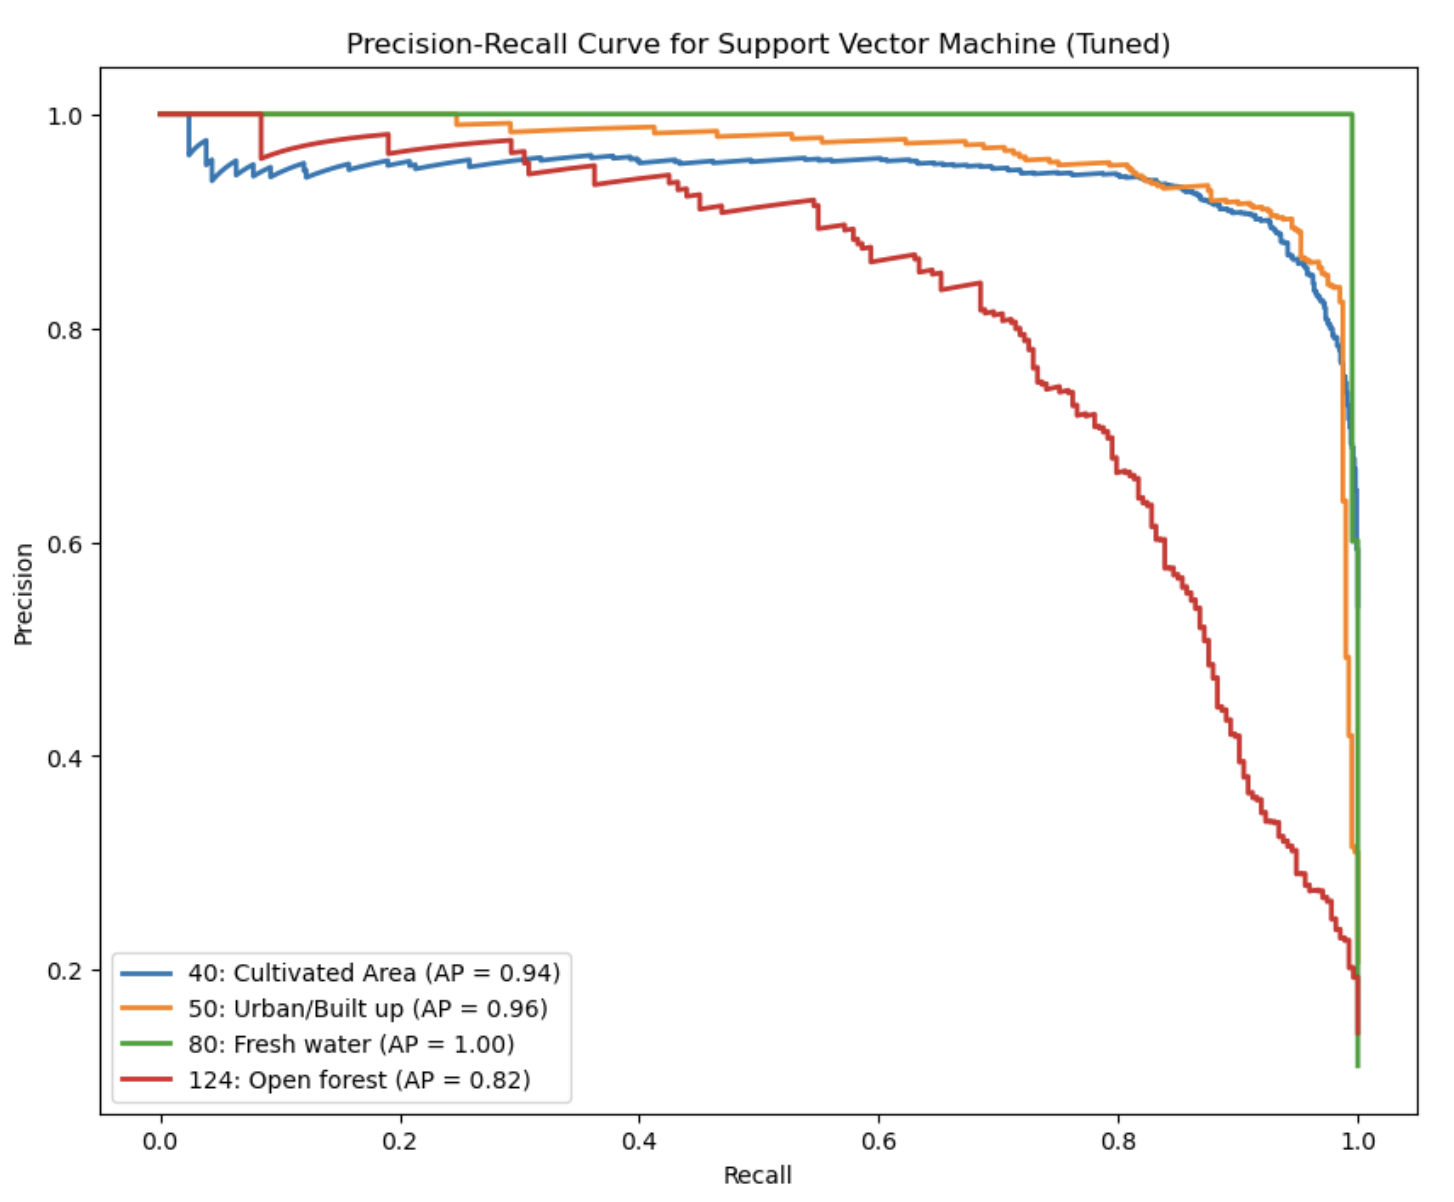 Precision-Recall Curve for Support Vector Machine (Tuned)
1.0
0.8
0.6
0.4
0.2
Precision
40: Cultivated Area (AP = 0.94)
50: Urban/Built up (AP = 0.96)
80: Fresh water (AP = 1.00)
124: Open forest (AP = 0.82)
0.0 0.2 0.4 0.6 0.8 1.0
Recall